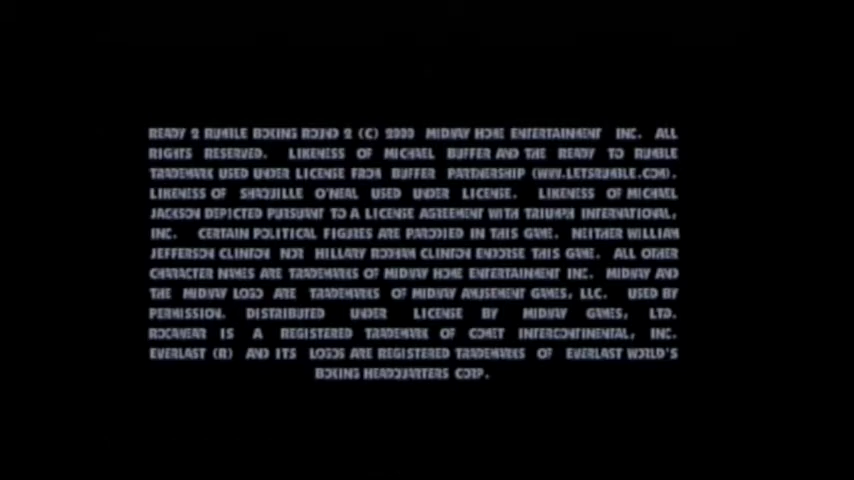 READY 2 RUMBLE BOXING ROUND 2 (C) 2000 MIDWAY HOME ENTERTAINMENT INC. ALL
RIGHTS RESERVED. LIKENESS OF MICHAEL BUFFER AND THE READY TO RUMBLE
TRADEMARK USED UNDER LICENSE FROM BUFFER PARTNERSHIP (WWW.LETSRUMBLE.COM).
LIKENESS OF SHAQUILLE O'NEAL USED UNDER LICENSE. LIKENESS OF MICHAEL
JACKSON DEPICTED PURSUANT TO A LICENSE AGREEMENT WITH TRIUMPH INTERNATIONAL,
INC. CERTAIN POLITICAL FIGURES ARE PARODIED IN THIS GAME. NEITHER WILLIAM
JEFFERSON CLINTON NOR HILLARY RODHAM CLINTON ENDORSE THIS GAME. ALL OTHER
CHARACTER NAMES ARE TRADEMARKS OF MIDWAY HOME ENTERTAINMENT INC. MIDWAY AND
THE MIDWAY LOGO ARE TRADEMARKS OF MIDWAY AMUSEMENT GAMES, LLC. USED BY
PERMISSION. DISTRIBUTED UNDER LICENSE BY MIDWAY GAMES, LTD.
ROCAWEAR IS A REGISTERED TRADEMARK OF COMET INTERCONTINENTAL, INC.
EVERLAST (R) AND ITS LOGOS ARE REGISTERED TRADEMARKS OF EVERLAST WORLD'S
BOXING HEADQUARTERS CORP.